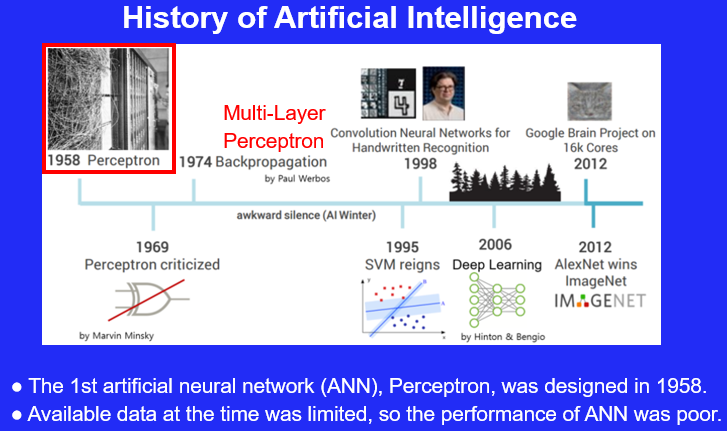 History of Artificial Intelligence
Multi-Layer
Perceptron
1958 Perceptron
1974 Backpropagation
by Paul Werbos
Convolution Neural Networks for
Handwritten Recognition
1998
Google Brain Project on
16k Cores
2012
awkward silence (AI Winter)
1969
Perceptron criticized
by Marvin Minsky
1995
SVM reigns
2006
Deep Learning
by Hinton & Bengio
2012
AlexNet wins
ImageNet
IMAGENET
● The 1st artificial neural network (ANN), Perceptron, was designed in 1958.
● Available data at the time was limited, so the performance of ANN was poor.